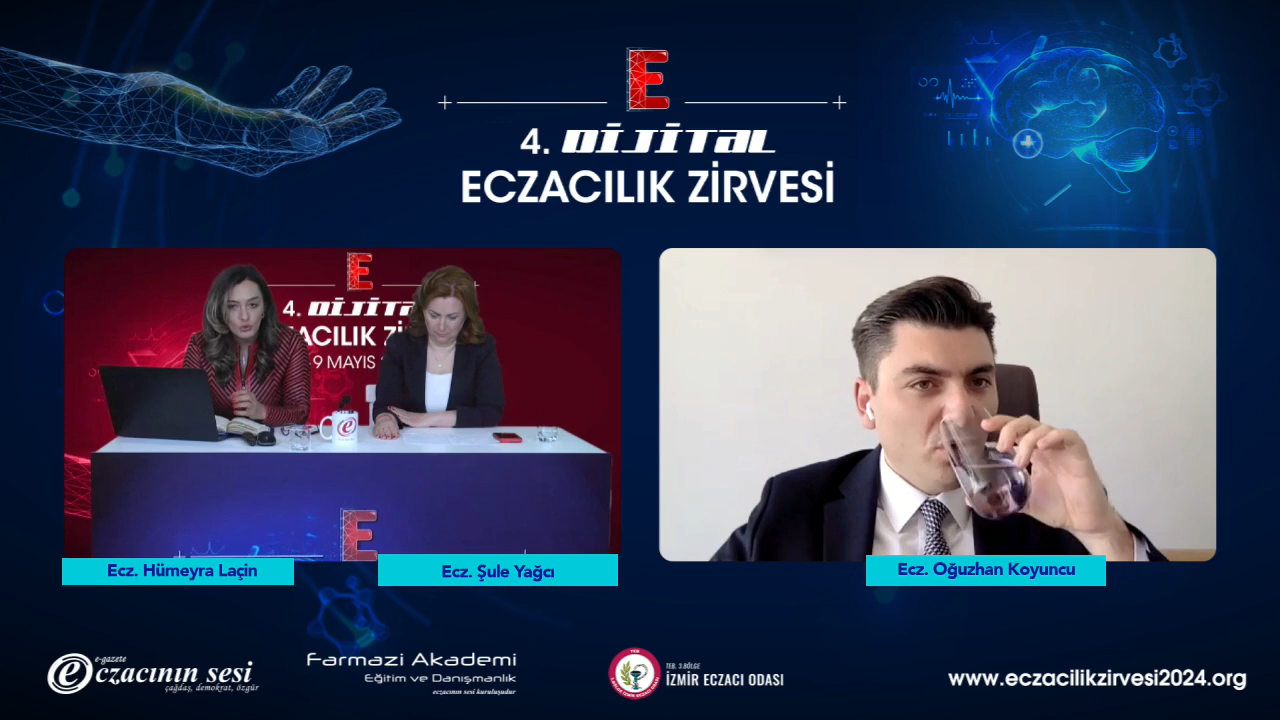 E
4. DİJİTAL
ECZACILIK ZİRVESİ
E
4. DİJİTA
ACILIK Zİ
9 MAYIS
e
E
Ecz. Hümeyra Laçin
Ecz. Şule Yağcı
Ecz. Oğuzhan Koyuncu
e-gazete
eczacının sesi
çağdaş, demokrat, özgür
Farmazi Akademi
Eğitim ve Danışmanlık
eczacının sesi kuruluşudur
TEB. 3.BÖLGE
İZMİR ECZACI ODASI
www.eczacilikzirvesi2024.org